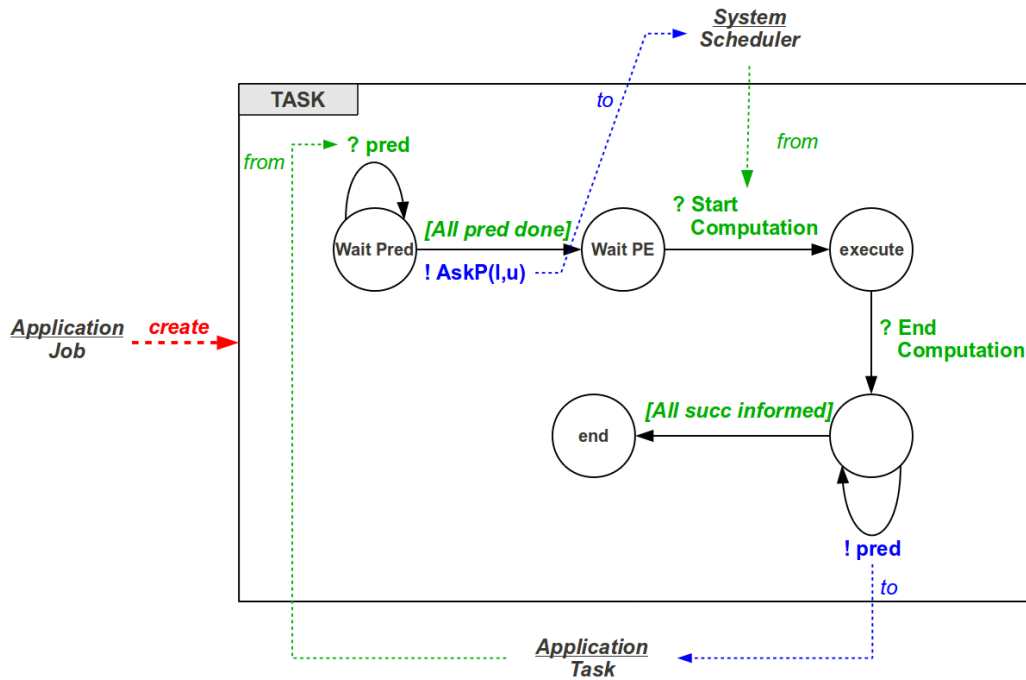 System
Scheduler
to
TASK
? pred
from
from
? Start
Computation
[All pred done]
Wait Pred
Wait PE
execute
! AskP(l,u)
Application
Job
create
? End
Computation
[All succ informed]
end
! pred
to
Application
Task